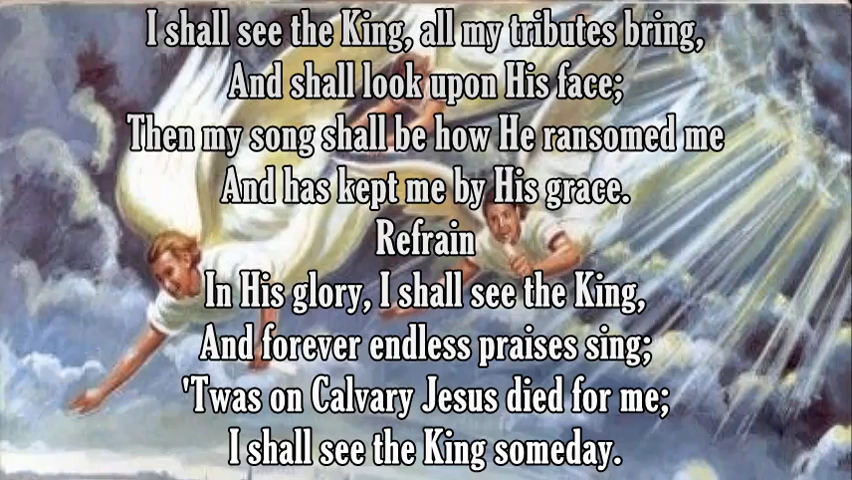 I shall see the King, all my tributes bring,
And shall look upon His face;
Then my song shall be how He ransomed me
And has kept me by His grace.
Refrain
In His glory, I shall see the King,
And forever endless praises sing;
'Twas on Calvary Jesus died for me;
I shall see the King someday.